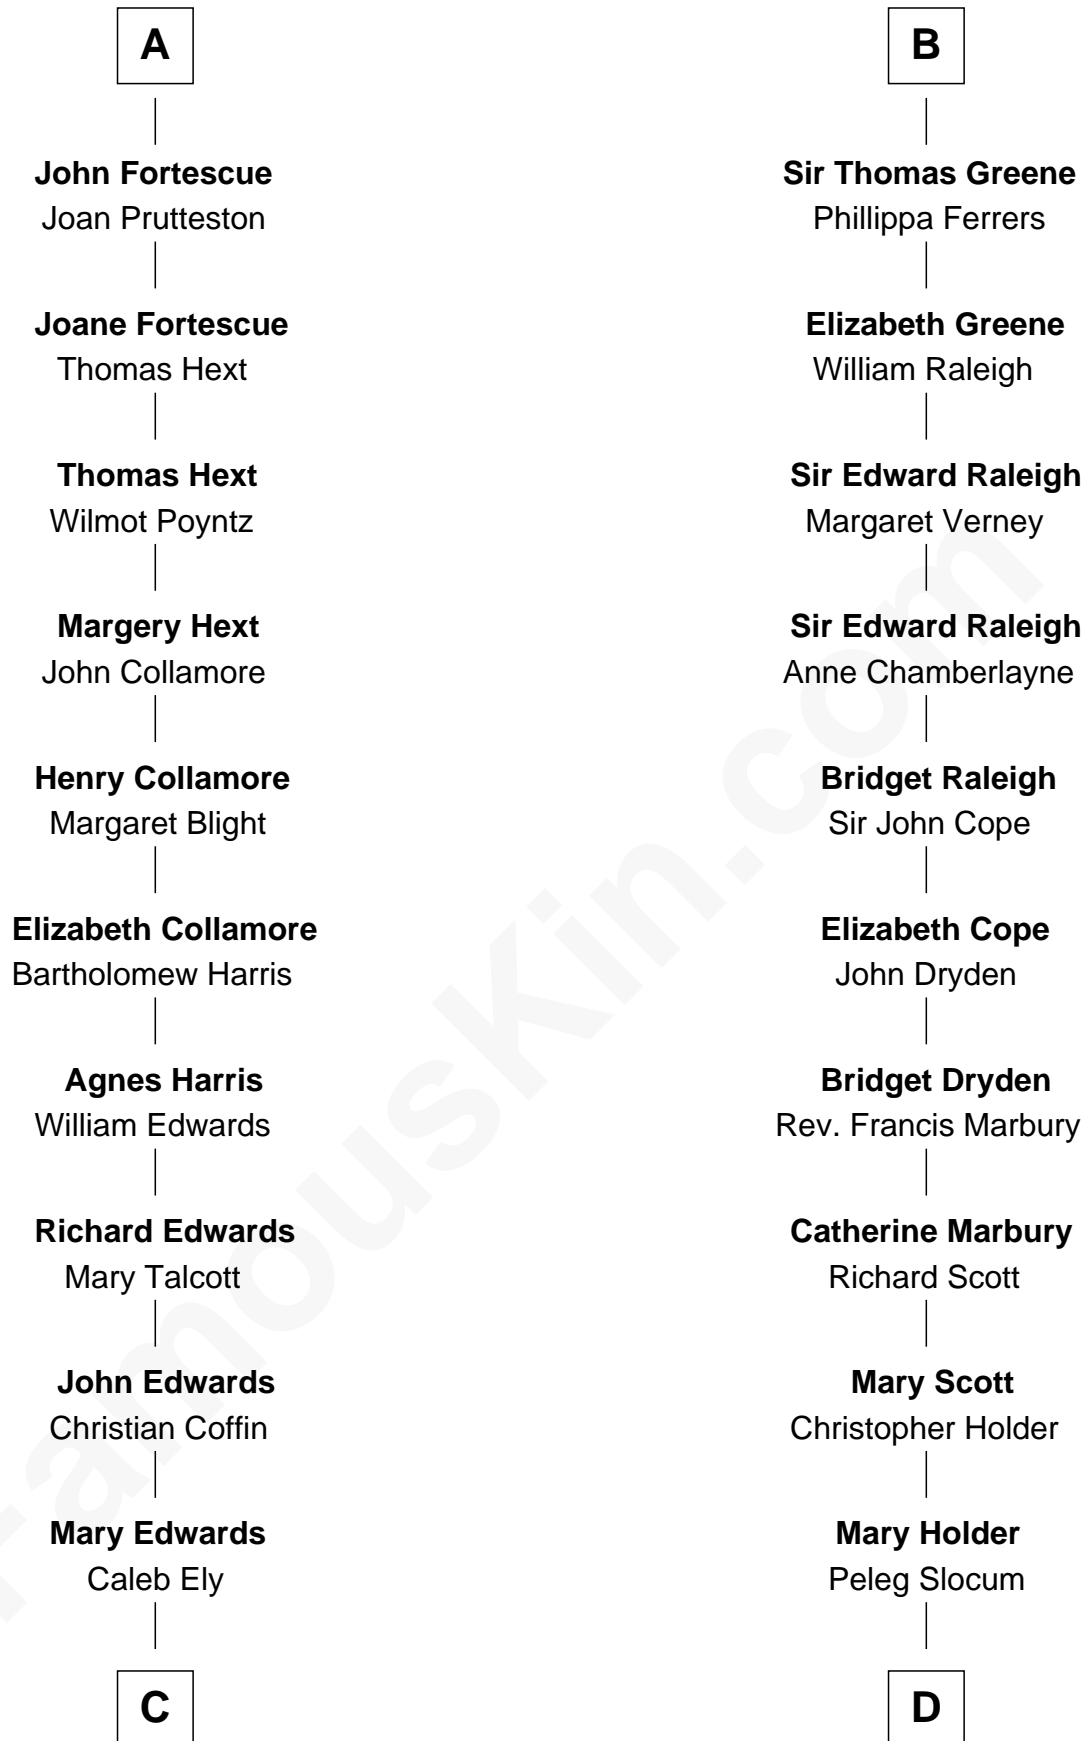 A
John Fortescue
Joan Prutteston
Joane Fortescue
Thomas Hext
Thomas Hext
Wilmot Poyntz
Margery Hext
John Collamore
Henry Collamore
Margaret Blight
Elizabeth Collamore
Bartholomew Harris
Agnes Harris
William Edwards
Richard Edwards
Mary Talcott
John Edwards
Christian Coffin
Mary Edwards
Caleb Ely
C
B
Sir Thomas Greene
Phillippa Ferrers
Elizabeth Greene
William Raleigh
Sir Edward Raleigh
Margaret Verney
Sir Edward Raleigh
Anne Chamberlayne
Bridget Raleigh
Sir John Cope
Elizabeth Cope
John Dryden
Bridget Dryden
Rev. Francis Marbury
Catherine Marbury
Richard Scott
Mary Scott
Christopher Holder
Mary Holder
Peleg Slocum
D
FamousKin.com